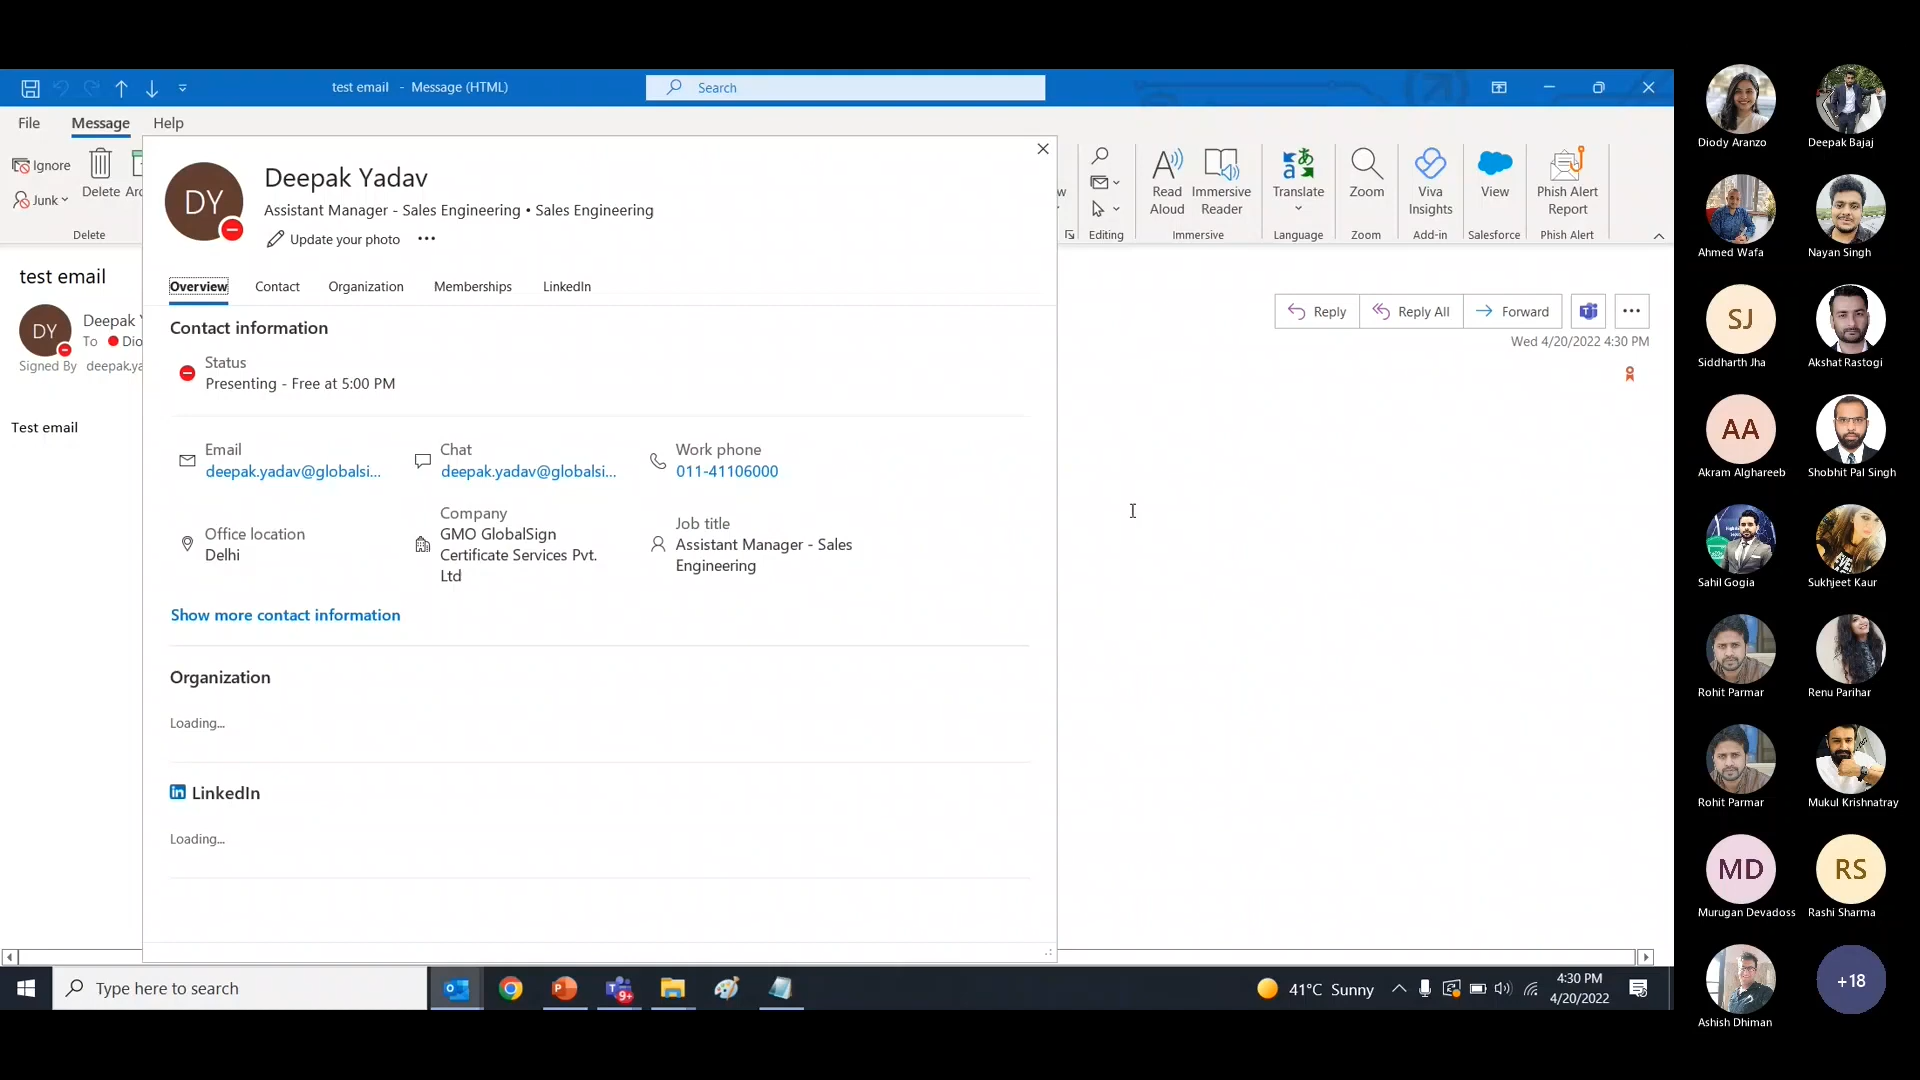 test email - Message (HTML)
Search
File
Message
Help
Ignore
Junk
Delete
Delete
Read Aloud
Immersive Reader
Immersive
Editing
Translate
Language
Zoom
Zoom
Viva Insights
Add-in
View
Salesforce
Phish Alert Report
Phish Alert
test email
DY
Deepak
To
Signed By
Test email
DY
Deepak Yadav
Assistant Manager - Sales Engineering • Sales Engineering
Update your photo
Overview
Contact
Organization
Memberships
LinkedIn
Contact information
Status
Presenting - Free at 5:00 PM
Email
deepak.yadav@globalsi...
Chat
deepak.yadav@globalsi...
Work phone
011-41106000
Office location
Delhi
Company
GMO GlobalSign
Certificate Services Pvt.
Ltd
Job title
Assistant Manager - Sales
Engineering
Show more contact information
Organization
Loading...
in LinkedIn
Loading...
Reply
Reply All
Forward
Wed 4/20/2022 4:30 PM
Type here to search
9+
41°C Sunny
4:30 PM
4/20/2022
Diody Aranzo
Deepak Bajaj
Ahmed Wafa
Nayan Singh
SJ
Siddharth Jha
Akshat Rastogi
AA
Akram Alghareeb
Shobhit Pal Singh
Sahil Gogia
Sukhjeet Kaur
Rohit Parmar
Renu Parihar
Rohit Parmar
Mukul Krishnatray
MD
Murugan Devadoss
RS
Rashi Sharma
Ashish Dhiman
+18